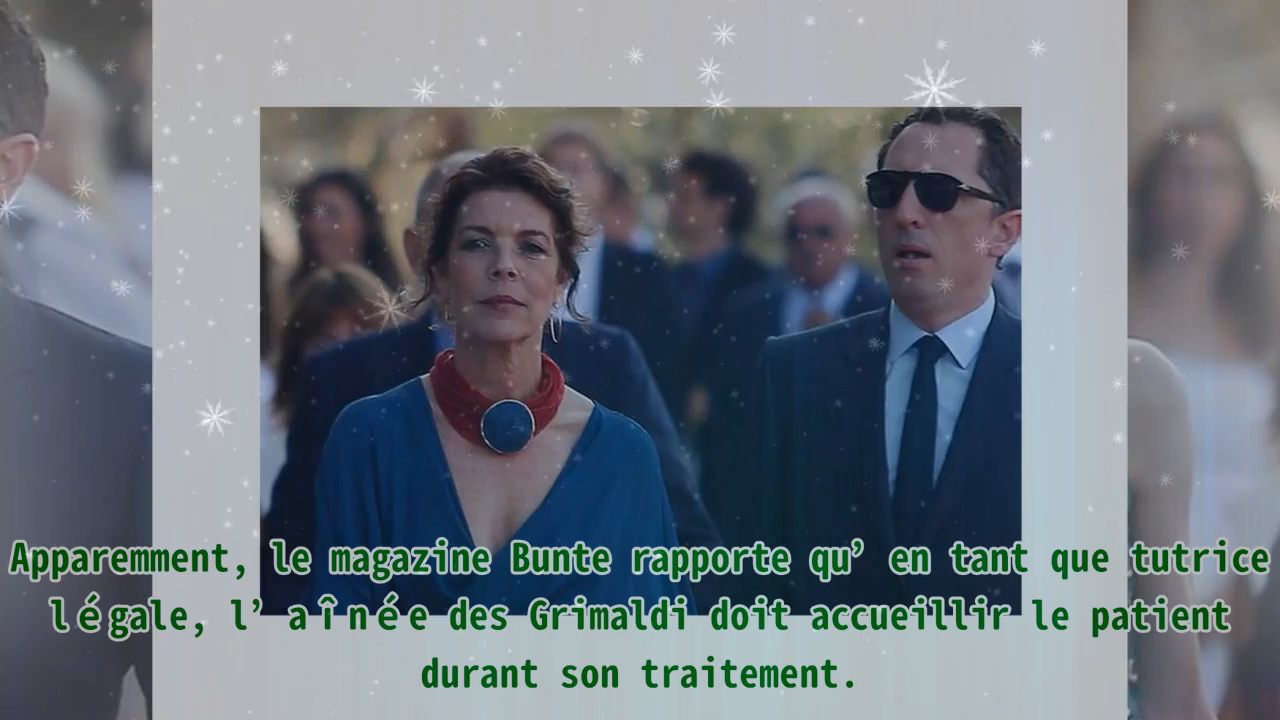 Apparemment, le magazine Bunte rapporte qu’ en tant que tutrice
légale, l’ aînée des Grimaldi doit accueillir le patient
durant son traitement.